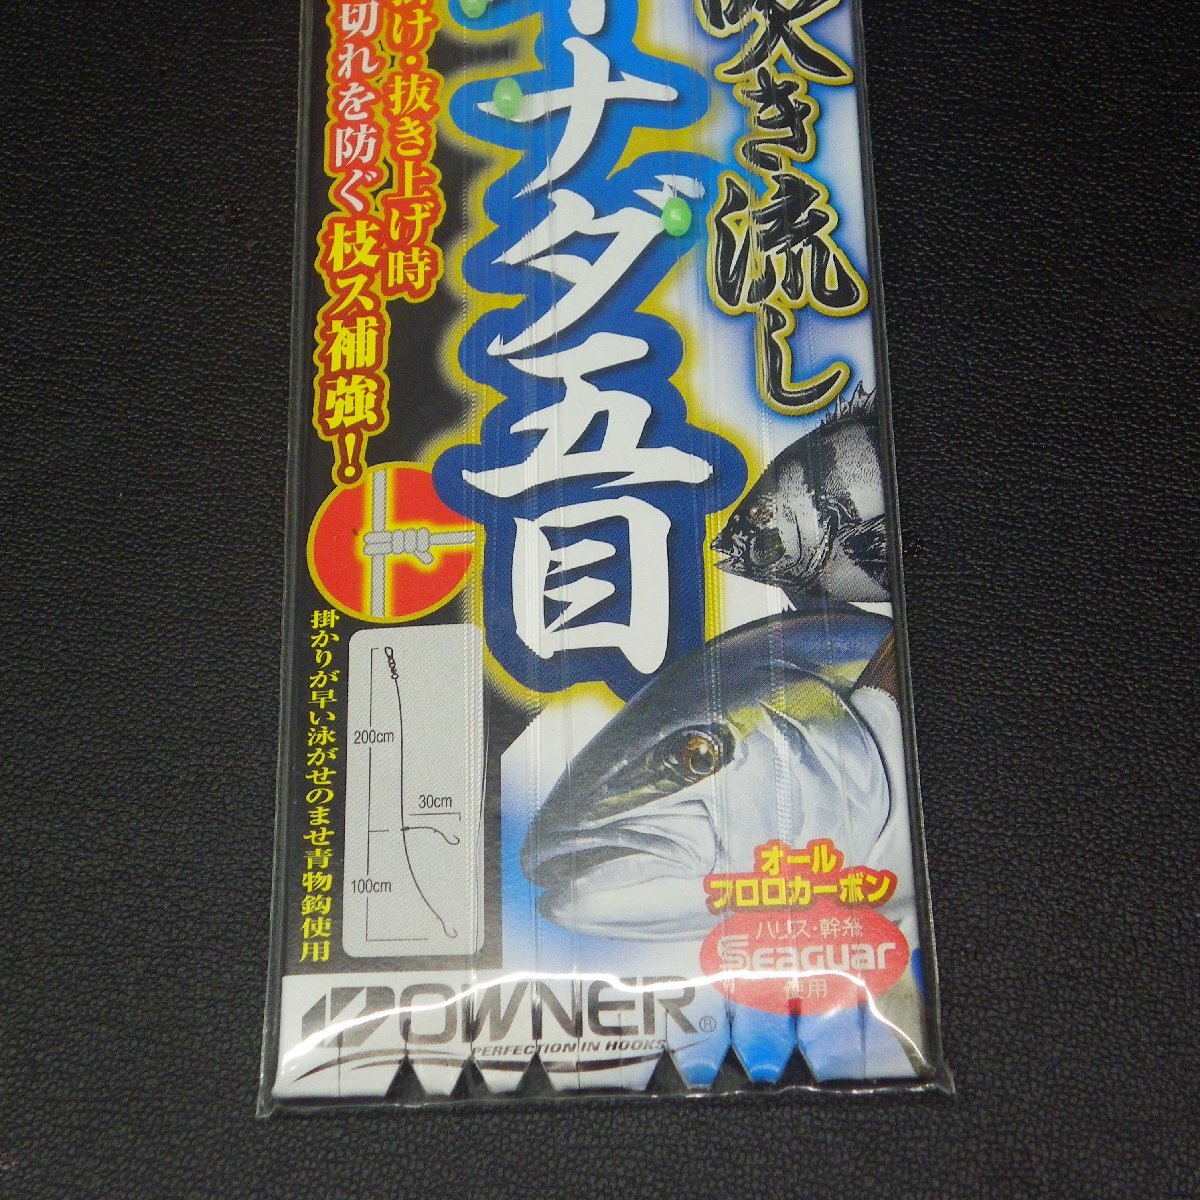 吹き流し
ナダ五目
け・抜き上げ時
切れを防ぐ枝ス補強!!
掛かりが早い泳がせのませ青物鈎使用
200cm
30cm
100cm
オール
フロロカーボン
ハリス・幹糸
SEAGUAR
使用
OWNER®
PERFECTION IN HOOKS